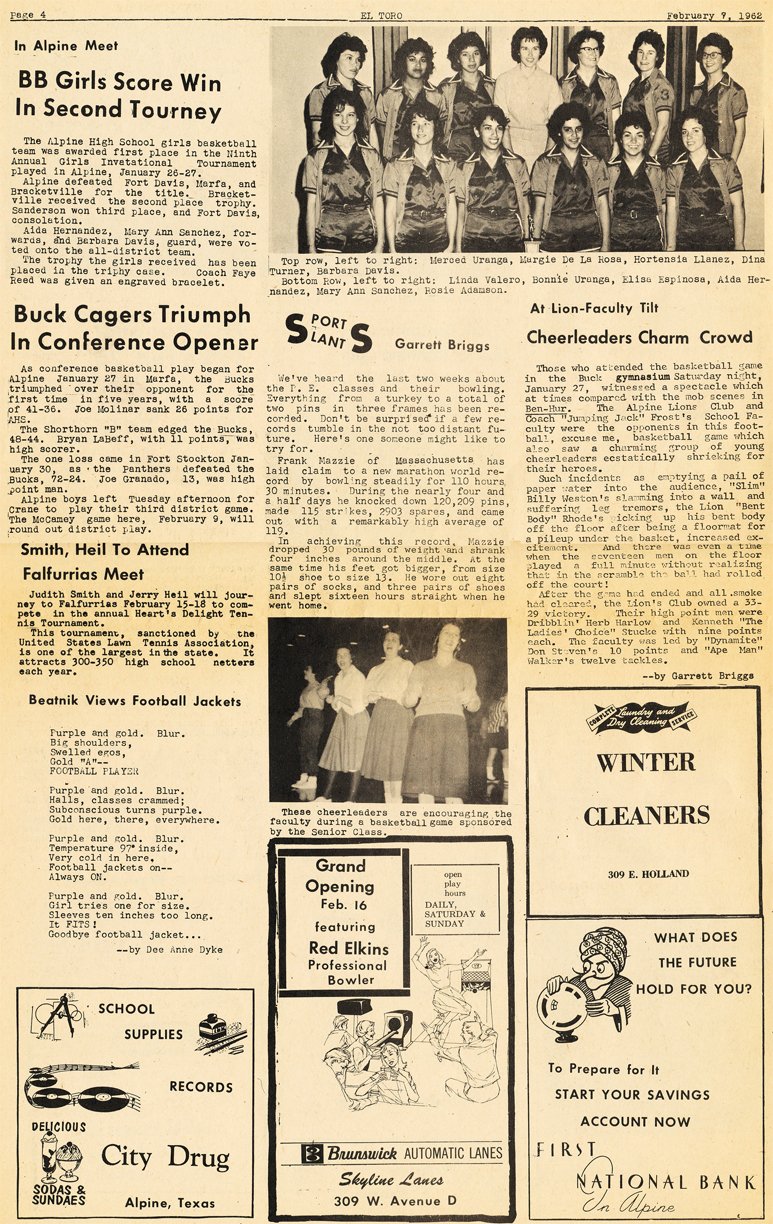 Page 4
EL TORO
February 9, 1962
In Alpine Meet
BB Girls Score Win
In Second Tourney
The Alpine High School girls basketball
team was awarded first place in the Ninth
Annual Girls Invetational Tournament
played in Alpine, January 26-27.
Alpine defeated Fort Davis, Marfa, and
Bracketville for the title. Bracket-
ville received the second place trophy.
Sanderson won third place, and Fort Davis,
consolation.
Aida Hernandez, Mary Ann Sanchez, for-
wards, and Barbara Davis, guard, were vo-
ted onto the all-district team.
The trophy the girls received has been
placed in the triphy case. Coach Faye
Reed was given an engraved bracelet.
Top row, left to right: Merced Uranga, Margie De La Rosa, Hortensia Llanez, Dina
Turner, Barbara Davis.
Bottom Row, left to right: Linda Valero, Bonnie Uranga, Elisa Espinosa, Aida Her-
nandez, Mary Ann Sanchez, Rosie Adamson.
Buck Cagers Triumph
In Conference Opener
As conference basketball play began for
Alpine January 27 in Marfa, the Bucks
triumphed over their opponent for the
first time in five years, with a score
of 41-36. Joe Molinar sank 26 points for
AHS.
The Shorthorn "B" team edged the Bucks,
48-44. Bryan LaBeff, with 11 points, was
high scorer.
The one loss came in Fort Stockton Jan-
uary 30, as the Panthers defeated the
Bucks, 72-24. Joe Granado, 13, was high
point man.
Alpine boys left Tuesday afternoon for
Crane to play their third district game.
The McCamey game here, February 9, will
round out district play.
Smith, Heil To Attend
Falfurrias Meet
Judith Smith and Jerry Heil will jour-
ney to Falfurrias February 15-18 to com-
pete in the annual Heart's Delight Ten-
nis Tournament.
This tournament, sanctioned by the
United States Lawn Tennis Association,
is one of the largest in the state. It
attracts 300-350 high school netters
each year.
Beatnik Views Football Jackets
Purple and gold. Blur.
Big shoulders,
Swelled egos,
Gold "A"--
FOOTBALL PLAYER
Purple and gold. Blur.
Halls, classes crammed;
Subconscious turns purple.
Gold here, there, everywhere.
Purple and gold. Blur.
Temperature 97° inside,
Very cold in here.
Football jackets on--
Always ON.
Purple and gold. Blur.
Girl tries one for size.
Sleeves ten inches too long.
It FITS!
Goodbye football jacket...
--by Dee Anne Dyke
SCHOOL
SUPPLIES
RECORDS
DELICIOUS
SODAS &
SUNDAES
City Drug
Alpine, Texas
SPORT
SLANTS
Garrett Briggs
We've heard the last two weeks about
the P. E. classes and their bowling.
Everything from a turkey to a total of
two pins in three frames has been re-
corded. Don't be surprised if a few re-
cords tumble in the not too distant fu-
ture. Here's one someone might like to
try for.
Frank Mazzie of Massachusetts has
laid claim to a new marathon world re-
cord by bowling steadily for 110 hours
30 minutes. During the nearly four and
a half days he knocked down 120,209 pins,
made 115 strikes, 2903 spares, and came
out with a remarkably high average of
119.
In achieving this record, Mazzie
dropped 30 pounds of weight and shrank
four inches around the middle. At the
same time his feet got bigger, from size
10½ shoe to size 13. He wore out eight
pairs of socks, and three pairs of shoes
and slept sixteen hours straight when he
went home.
These cheerleaders are encouraging the
faculty during a basketball game sponsored
by the Senior Class.
Grand
Opening
Feb. 16
featuring
Red Elkins
Professional
Bowler
open
play
hours
DAILY,
SATURDAY &
SUNDAY
B Brunswick AUTOMATIC LANES
Skyline Lanes
309 W. Avenue D
At Lion-Faculty Tilt
Cheerleaders Charm Crowd
Those who attended the basketball game
in the Buck gymnasium Saturday night,
January 27, witnessed a spectacle which
at times compared with the mob scenes in
Ben-Hur. The Alpine Lions Club and
Coach "Jumping Jack" Frost's School Fa-
culty were the opponents in this foot-
ball, excuse me, basketball game which
also saw a charming group of young
cheerleaders ecstatically shrieking for
their heroes.
Such incidents as emptying a pail of
paper water into the audience, "Slim"
Billy Weston's slamming into a wall and
suffering leg tremors, the Lion "Bent
Body" Rhode's picking up his bent body
off the floor after being a floormat for
a pileup under the basket, increased ex-
citement. And there was even a time
when the seventeen men on the floor
played a full minute without realizing
that in the scramble the ball had rolled
off the court!
After the game had ended and all smoke
had cleared, the Lion's Club owned a 33-
29 victory. Their high point men were
Dribblin' Herb Harlow and Kenneth "The
Ladies' Choice" Stucke with nine points
each. The faculty was led by "Dynamite"
Don Steven's 10 points and "Ape Man"
Walker's twelve tackles.
--by Garrett Briggs
COMPLETE
Laundry and
Dry Cleaning
SERVICE
WINTER
CLEANERS
309 E. HOLLAND
WHAT DOES
THE FUTURE
HOLD FOR YOU?
To Prepare for It
START YOUR SAVINGS
ACCOUNT NOW
FIRST
NATIONAL BANK
In Alpine